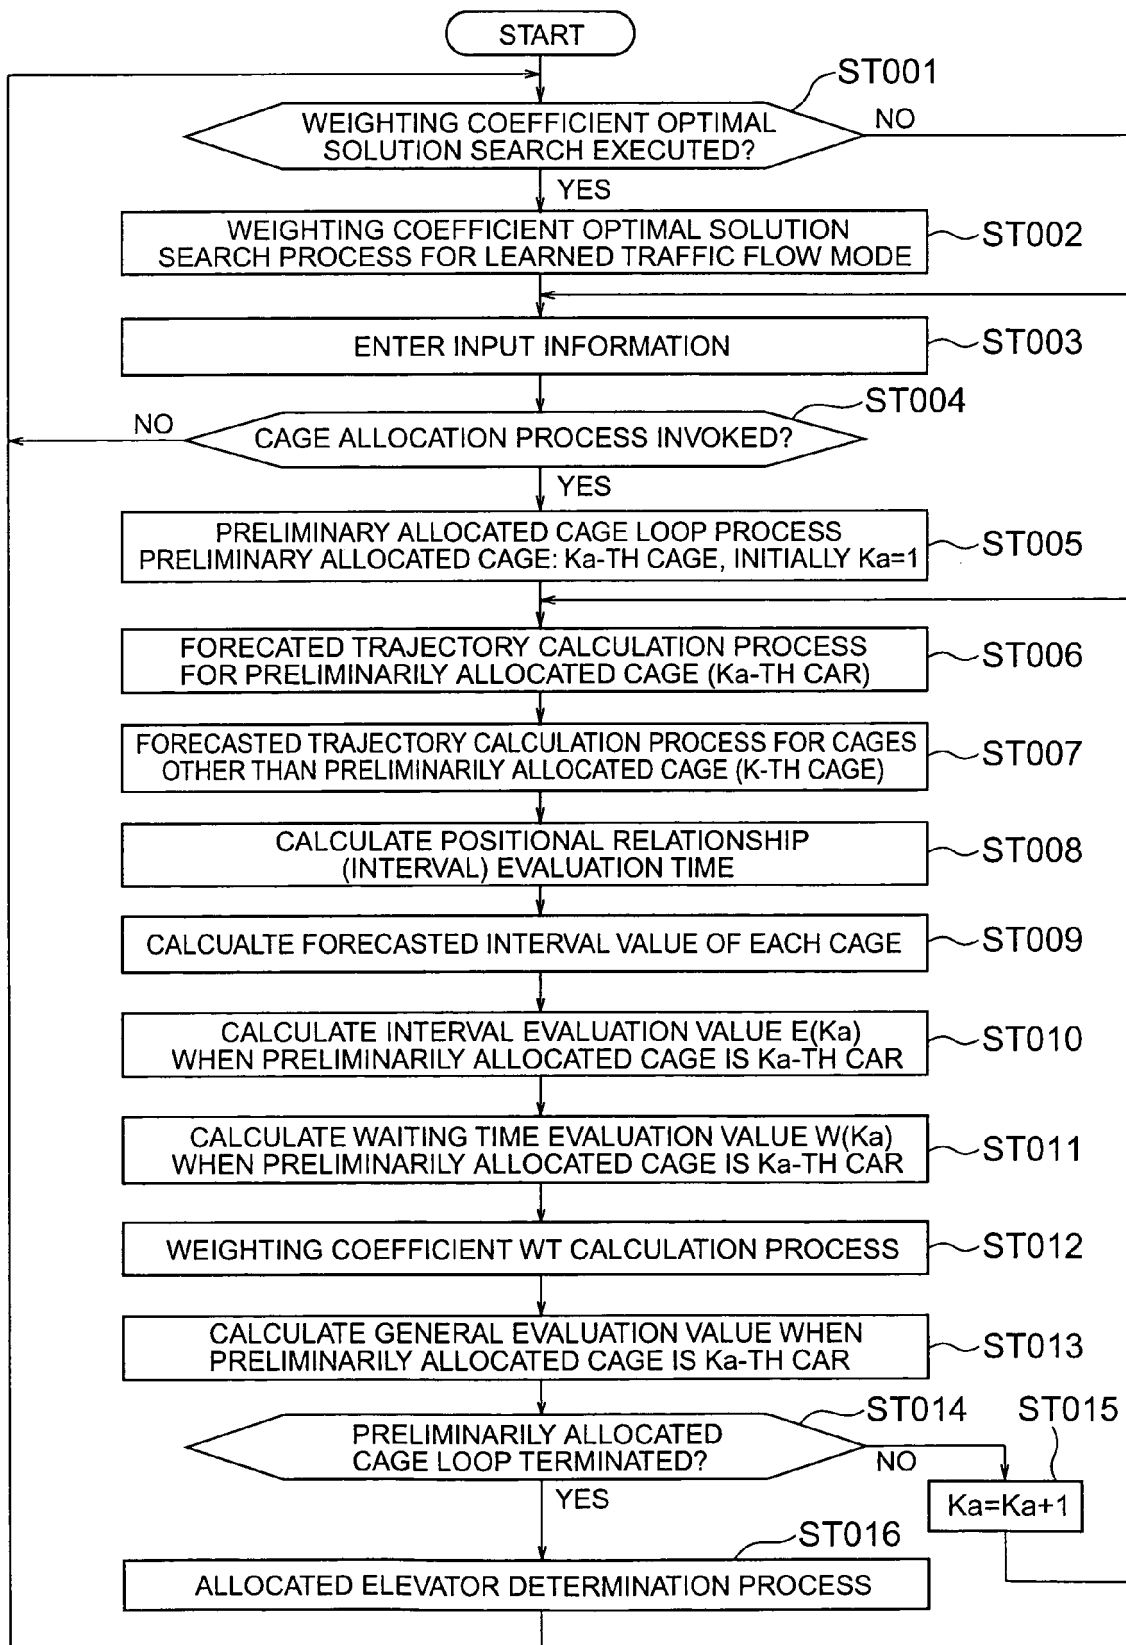 START
ST001
WEIGHTING COEFFICIENT OPTIMAL
SOLUTION SEARCH EXECUTED?
NO
YES
WEIGHTING COEFFICIENT OPTIMAL SOLUTION
SEARCH PROCESS FOR LEARNED TRAFFIC FLOW MODE
ST002
ENTER INPUT INFORMATION
ST003
ST004
NO
CAGE ALLOCATION PROCESS INVOKED?
YES
PRELIMINARY ALLOCATED CAGE LOOP PROCESS
PRELIMINARY ALLOCATED CAGE: Ka-TH CAGE, INITIALLY Ka=1
ST005
FORECATED TRAJECTORY CALCULATION PROCESS
FOR PRELIMINARILY ALLOCATED CAGE (Ka-TH CAR)
ST006
FORECASTED TRAJECTORY CALCULATION PROCESS FOR CAGES
OTHER THAN PRELIMINARILY ALLOCATED CAGE (K-TH CAGE)
ST007
CALCULATE POSITIONAL RELATIONSHIP
(INTERVAL) EVALUATION TIME
ST008
CALCUALTE FORECASTED INTERVAL VALUE OF EACH CAGE
ST009
CALCULATE INTERVAL EVALUATION VALUE E(Ka)
WHEN PRELIMINARILY ALLOCATED CAGE IS Ka-TH CAR
ST010
CALCULATE WAITING TIME EVALUATION VALUE W(Ka)
WHEN PRELIMINARILY ALLOCATED CAGE IS Ka-TH CAR
ST011
WEIGHTING COEFFICIENT WT CALCULATION PROCESS
ST012
CALCULATE GENERAL EVALUATION VALUE WHEN
PRELIMINARILY ALLOCATED CAGE IS Ka-TH CAR
ST013
ST014
ST015
PRELIMINARILY ALLOCATED
CAGE LOOP TERMINATED?
NO
YES
Ka=Ka+1
ST016
ALLOCATED ELEVATOR DETERMINATION PROCESS